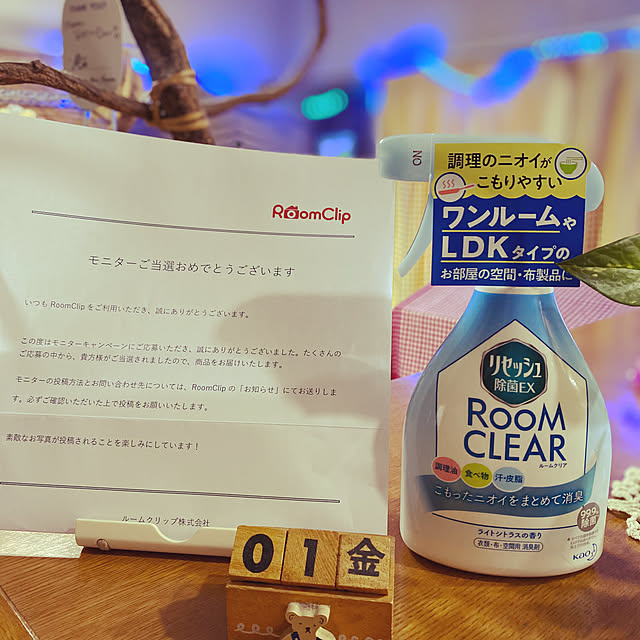 RoomClip
モニターご当選おめでとうございます
いつも RoomClip をご利用いただき、誠にありがとうございます。
この度はモニターキャンペーンにご応募いただき、誠にありがとうございました。たくさんの
ご応募の中から、貴方様がご当選されましたので、商品をお届けいたします。
モニターの投稿方法とお問い合わせ先については、RoomClip の「お知らせ」にてお送りしま
す。必ずご確認いただいた上で投稿をお願いいたします。
素敵なお写真が投稿されることを楽しみにしています!
ルームクリップ株式会社
01金
NO
調理のニオイが
こもりやすい
ワンルームや
LDKタイプの
お部屋の空間・布製品に
リセッシュ
除菌EX
ROOM
CLEAR
ルームクリア
調理油
食べ物
汗・皮脂
こもったニオイをまとめて消臭
ライトシトラスの香り
衣類・布・空間用 消臭剤
99.9%
除菌
KAO